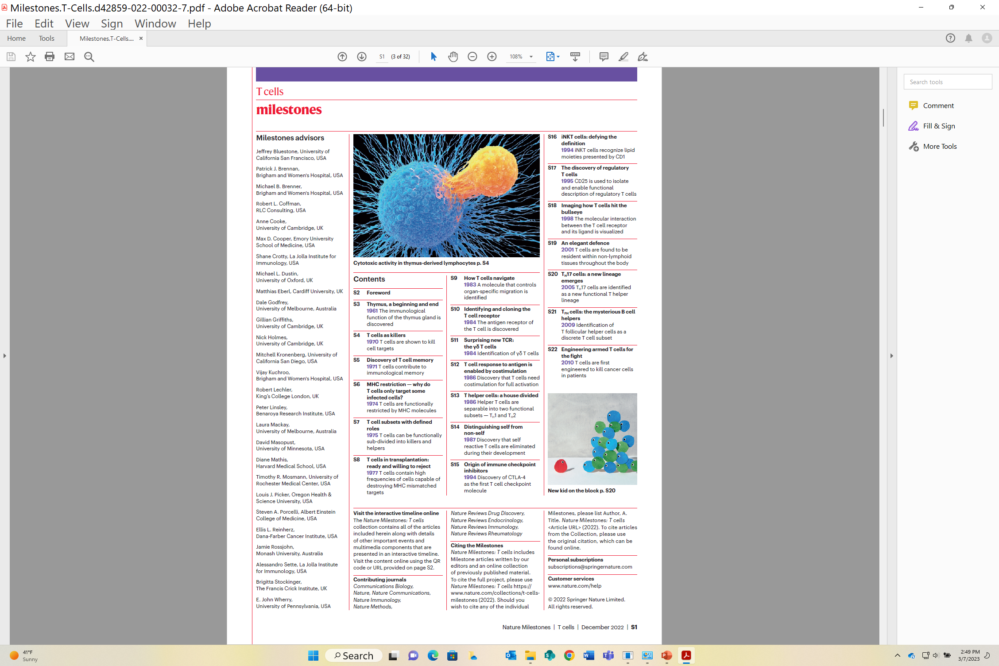 Milestones.T-Cells.d42859-022-00032-7.pdf - Adobe Acrobat Reader (64-bit)
File Edit View Sign Window Help
Home Tools Milestones.T-Cells.... ×
S1 (3 of 32) 108%
Search tools
Comment
Fill & Sign
More Tools
T cells
milestones
Milestones advisors
Jeffrey Bluestone, University of
California San Francisco, USA
Patrick J. Brennan,
Brigham and Women's Hospital, USA
Michael B. Brenner,
Brigham and Women's Hospital, USA
Robert L. Coffman,
RLC Consulting, USA
Anne Cooke,
University of Cambridge, UK
Max D. Cooper, Emory University
School of Medicine, USA
Shane Crotty, La Jolla Institute for
Immunology, USA
Michael L. Dustin,
University of Oxford, UK
Matthias Eberl, Cardiff University, UK
Dale Godfrey,
University of Melbourne, Australia
Gillian Griffiths,
University of Cambridge, UK
Nick Holmes,
University of Cambridge, UK
Mitchell Kronenberg, University of
California San Diego, USA
Vijay Kuchroo,
Brigham and Women's Hospital, USA
Robert Lechler,
King's College London, UK
Peter Linsley,
Benaroya Research Institute, USA
Laura Mackay,
University of Melbourne, Australia
David Masopust,
University of Minnesota, USA
Diane Mathis,
Harvard Medical School, USA
Timothy R. Mosmann, University of
Rochester Medical Center, USA
Louis J. Picker, Oregon Health &
Science University, USA
Steven A. Porcelli, Albert Einstein
College of Medicine, USA
Ellis L. Reinherz,
Dana-Farber Cancer Institute, USA
Jamie Rossjohn,
Monash University, Australia
Alessandro Sette, La Jolla Institute
for Immunology, USA
Brigitta Stockinger,
The Francis Crick Institute, UK
E. John Wherry,
University of Pennsylvania, USA
Cytotoxic activity in thymus-derived lymphocytes p. S4
Contents
S2 Foreword
S3 Thymus, a beginning and end
1961 The immunological
function of the thymus gland is
discovered
S4 T cells as killers
1970 T cells are shown to kill
cell targets
S5 Discovery of T cell memory
1971 T cells contribute to
immunological memory
S6 MHC restriction — why do
T cells only target some
infected cells?
1974 T cells are functionally
restricted by MHC molecules
S7 T cell subsets with defined
roles
1975 T cells can be functionally
sub-divided into killers and
helpers
S8 T cells in transplantation:
ready and willing to reject
1977 T cells contain high
frequencies of cells capable of
destroying MHC mismatched
targets
S9 How T cells navigate
1983 A molecule that controls
organ-specific migration is
identified
S10 Identifying and cloning the
T cell receptor
1984 The antigen receptor of
the T cell is discovered
S11 Surprising new TCR:
the γδ T cells
1984 Identification of γδ T cells
S12 T cell response to antigen is
enabled by costimulation
1986 Discovery that T cells need
costimulation for full activation
S13 T helper cells: a house divided
1986 Helper T cells are
separable into two functional
subsets — TH1 and TH2
S14 Distinguishing self from
non-self
1987 Discovery that self
reactive T cells are eliminated
during their development
S15 Origin of immune checkpoint
inhibitors
1994 Discovery of CTLA-4
as the first T cell checkpoint
molecule
S16 iNKT cells: defying the
definition
1994 iNKT cells recognize lipid
moieties presented by CD1
S17 The discovery of regulatory
T cells
1995 CD25 is used to isolate
and enable functional
description of regulatory T cells
S18 Imaging how T cells hit the
bullseye
1998 The molecular interaction
between the T cell receptor
and its ligand is visualized
S19 An elegant defence
2001 T cells are found to be
resident within non-lymphoid
tissues throughout the body
S20 TH17 cells: a new lineage
emerges
2005 TH17 cells are identified
as a new functional T helper
lineage
S21 TFH cells: the mysterious B cell
helpers
2009 Identification of
T follicular helper cells as a
discrete T cell subset
S22 Engineering armed T cells for
the fight
2010 T cells are first
engineered to kill cancer cells
in patients
New kid on the block p. S20
Visit the interactive timeline online
The Nature Milestones: T cells
collection contains all of the articles
included herein along with details
of other important events and
multimedia components that are
presented in an interactive timeline.
Visit the content online using the QR
code or URL provided on page S2.
Contributing journals
Communications Biology,
Nature, Nature Communications,
Nature Immunology,
Nature Methods,
Nature Reviews Drug Discovery,
Nature Reviews Endocrinology,
Nature Reviews Immunology,
Nature Reviews Rheumatology
Citing the Milestones
Nature Milestones: T cells includes
Milestone articles written by our
editors and an online collection
of previously published material.
To cite the full project, please use
Nature Milestones: T cells https://
www.nature.com/collections/t-cells-
milestones (2022). Should you
wish to cite any of the individual
Milestones, please list Author, A.
Title. Nature Milestones: T cells
<Article URL> (2022). To cite articles
from the Collection, please use
the original citation, which can be
found online.
Personal subscriptions
subscriptions@springernature.com
Customer services
www.nature.com/help
© 2022 Springer Nature Limited.
All rights reserved.
Nature Milestones | T cells | December 2022 | S1
41°F
Sunny
Search
2:49 PM
3/7/2023